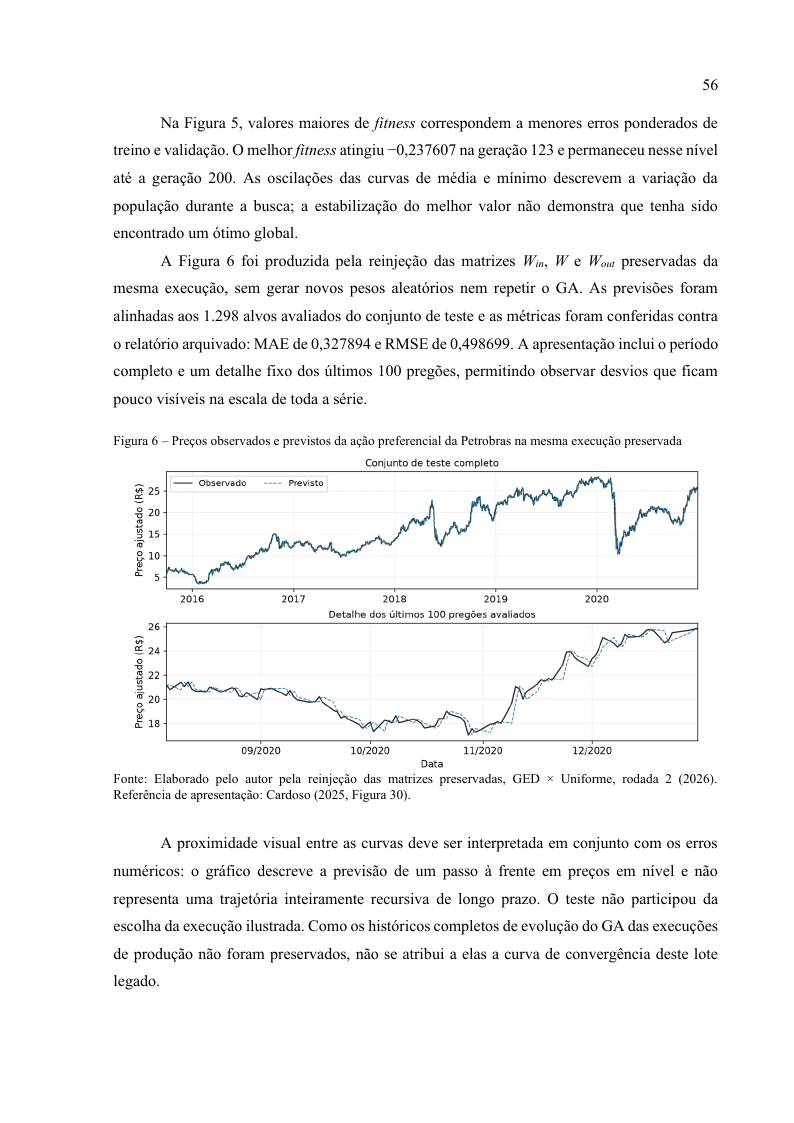 56
Na Figura 5, valores maiores de fitness correspondem a menores erros ponderados de
treino e validação. O melhor fitness atingiu −0,237607 na geração 123 e permaneceu nesse nível
até a geração 200. As oscilações das curvas de média e mínimo descrevem a variação da
população durante a busca; a estabilização do melhor valor não demonstra que tenha sido
encontrado um ótimo global.
A Figura 6 foi produzida pela reinjeção das matrizes Win, W e Wout preservadas da
mesma execução, sem gerar novos pesos aleatórios nem repetir o GA. As previsões foram
alinhadas aos 1.298 alvos avaliados do conjunto de teste e as métricas foram conferidas contra
o relatório arquivado: MAE de 0,327894 e RMSE de 0,498699. A apresentação inclui o período
completo e um detalhe fixo dos últimos 100 pregões, permitindo observar desvios que ficam
pouco visíveis na escala de toda a série.
Figura 6 – Preços observados e previstos da ação preferencial da Petrobras na mesma execução preservada
Conjunto de teste completo
Observado Previsto
Preço ajustado (R$)
25
20
15
10
5
2016 2017 2018 2019 2020
Detalhe dos últimos 100 pregões avaliados
Preço ajustado (R$)
26
24
22
20
18
09/2020 10/2020 11/2020 12/2020
Data
Fonte: Elaborado pelo autor pela reinjeção das matrizes preservadas, GED × Uniforme, rodada 2 (2026).
Referência de apresentação: Cardoso (2025, Figura 30).
A proximidade visual entre as curvas deve ser interpretada em conjunto com os erros
numéricos: o gráfico descreve a previsão de um passo à frente em preços em nível e não
representa uma trajetória inteiramente recursiva de longo prazo. O teste não participou da
escolha da execução ilustrada. Como os históricos completos de evolução do GA das execuções
de produção não foram preservados, não se atribui a elas a curva de convergência deste lote
legado.